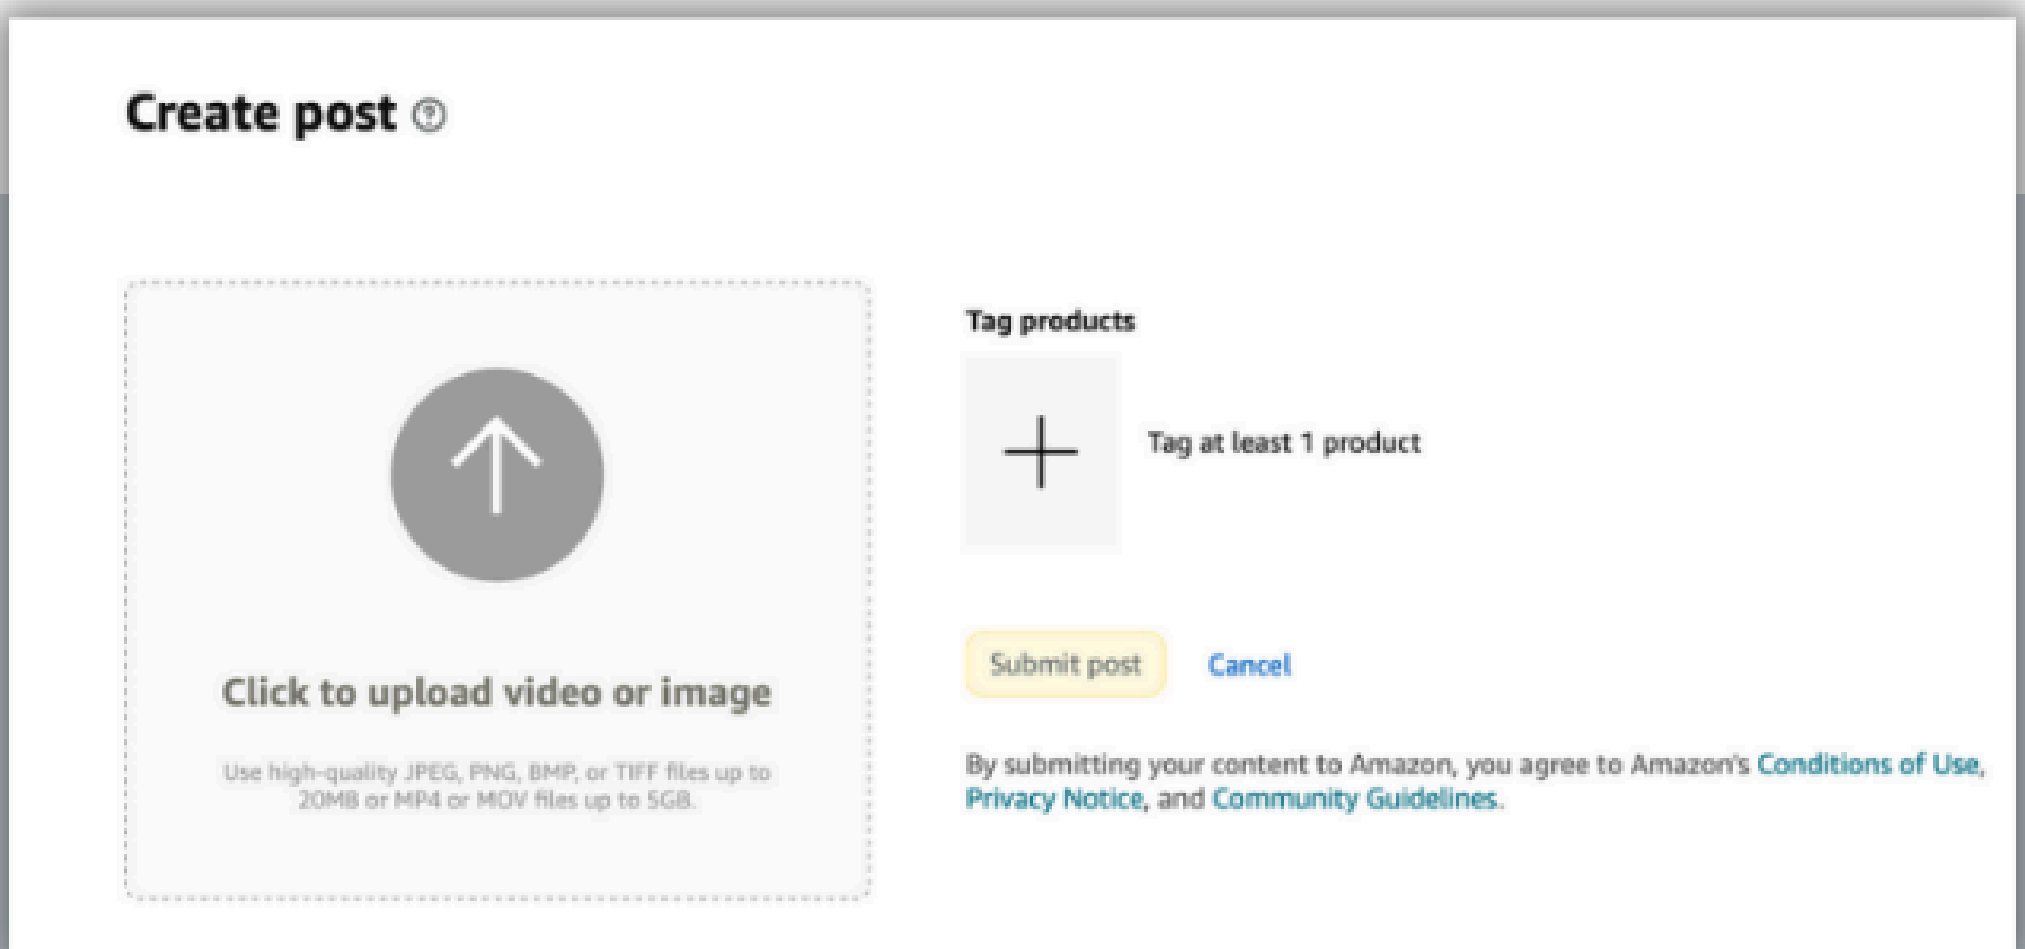 Create post
Click to upload video or image
Use high-quality JPEG, PNG, BMP, or TIFF files up to
20MB or MP4 or MOV files up to 5GB.
Tag products
Tag at least 1 product
Submit post Cancel
By submitting your content to Amazon, you agree to Amazon's Conditions of Use,
Privacy Notice, and Community Guidelines.